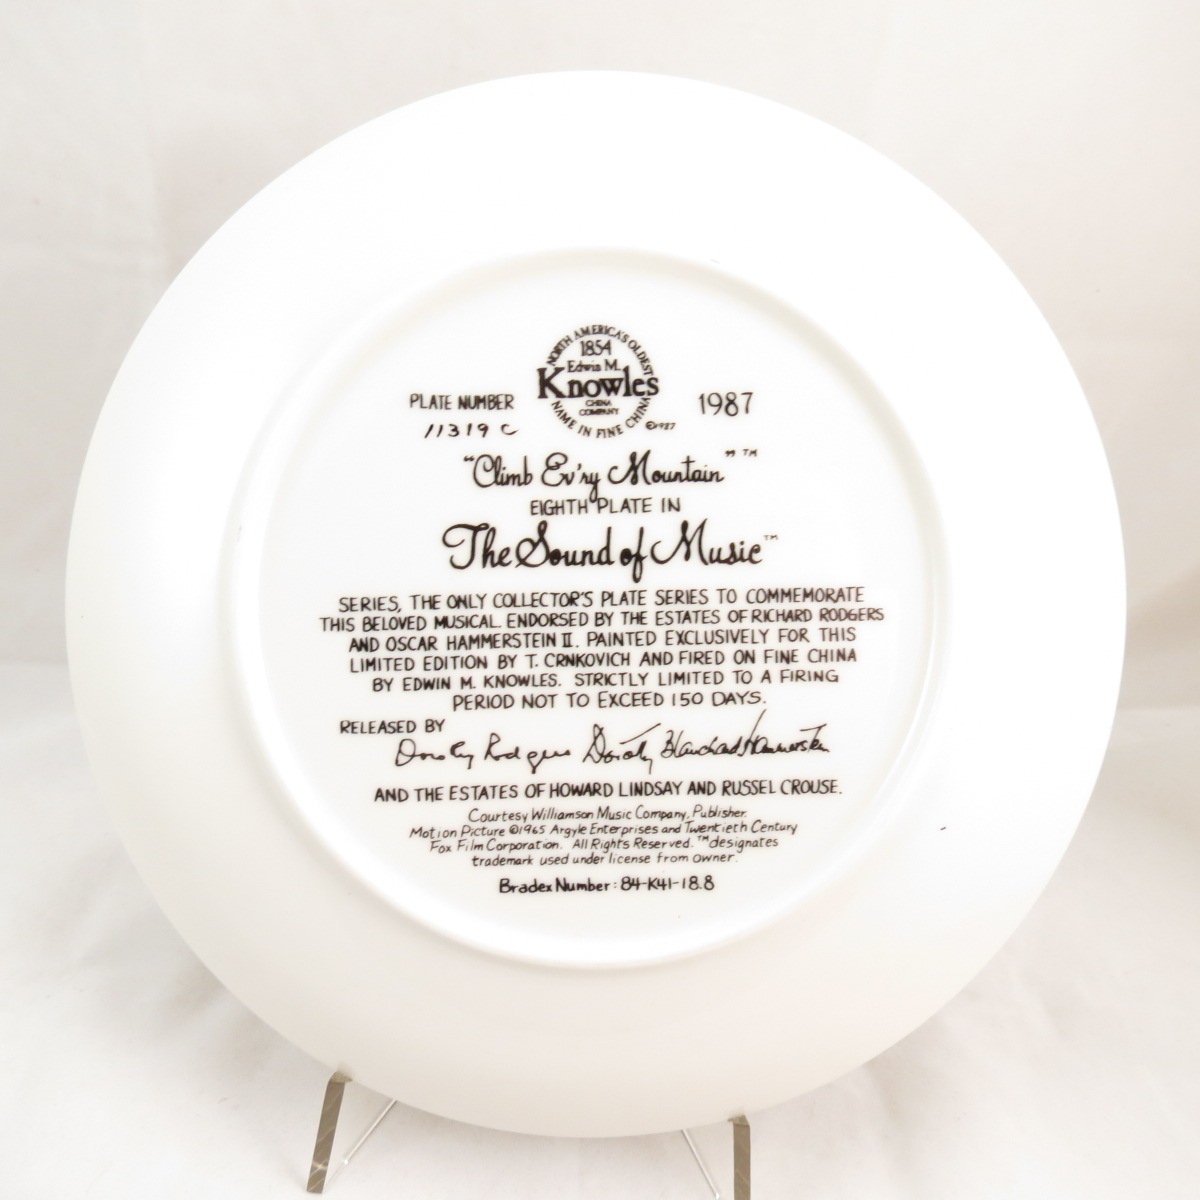 NORTH AMERICA'S OLDEST
1854
Edwin M.
Knowles
CHINA
COMPANY
NAME IN FINE CHINA
©1987
PLATE NUMBER
11319 C
1987
"Climb Ev'ry Mountain" ™
EIGHTH PLATE IN
The Sound of Music™
SERIES, THE ONLY COLLECTOR'S PLATE SERIES TO COMMEMORATE
THIS BELOVED MUSICAL. ENDORSED BY THE ESTATES OF RICHARD RODGERS
AND OSCAR HAMMERSTEIN II. PAINTED EXCLUSIVELY FOR THIS
LIMITED EDITION BY T. CRNKOVICH AND FIRED ON FINE CHINA
BY EDWIN M. KNOWLES. STRICTLY LIMITED TO A FIRING
PERIOD NOT TO EXCEED 150 DAYS.
RELEASED BY
Dorothy Rodgers Dorothy Blanchard Hammerstein
AND THE ESTATES OF HOWARD LINDSAY AND RUSSEL CROUSE.
Courtesy Williamson Music Company, Publisher.
Motion Picture ©1965 Argyle Enterprises and Twentieth Century
Fox Film Corporation. All Rights Reserved. ™designates
trademark used under license from owner.
Bradex Number: 84-K41-18.8